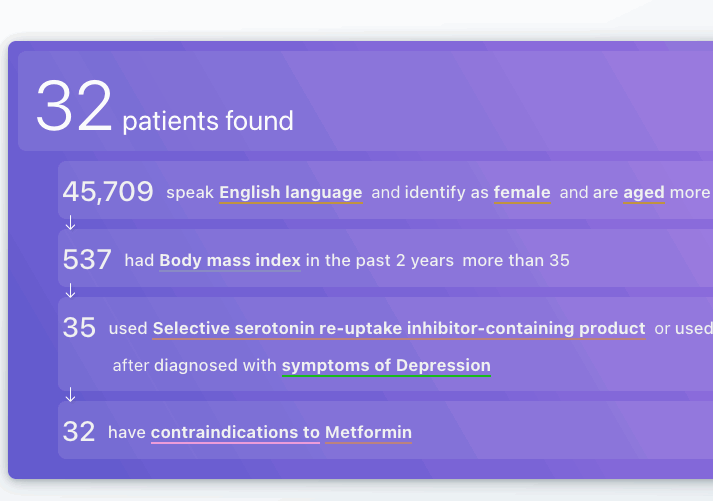 32 patients found
45,709 speak English language and identify as female and are aged more
↓
537 had Body mass index in the past 2 years more than 35
↓
35 used Selective serotonin re-uptake inhibitor-containing product or used
after diagnosed with symptoms of Depression
↓
32 have contraindications to Metformin